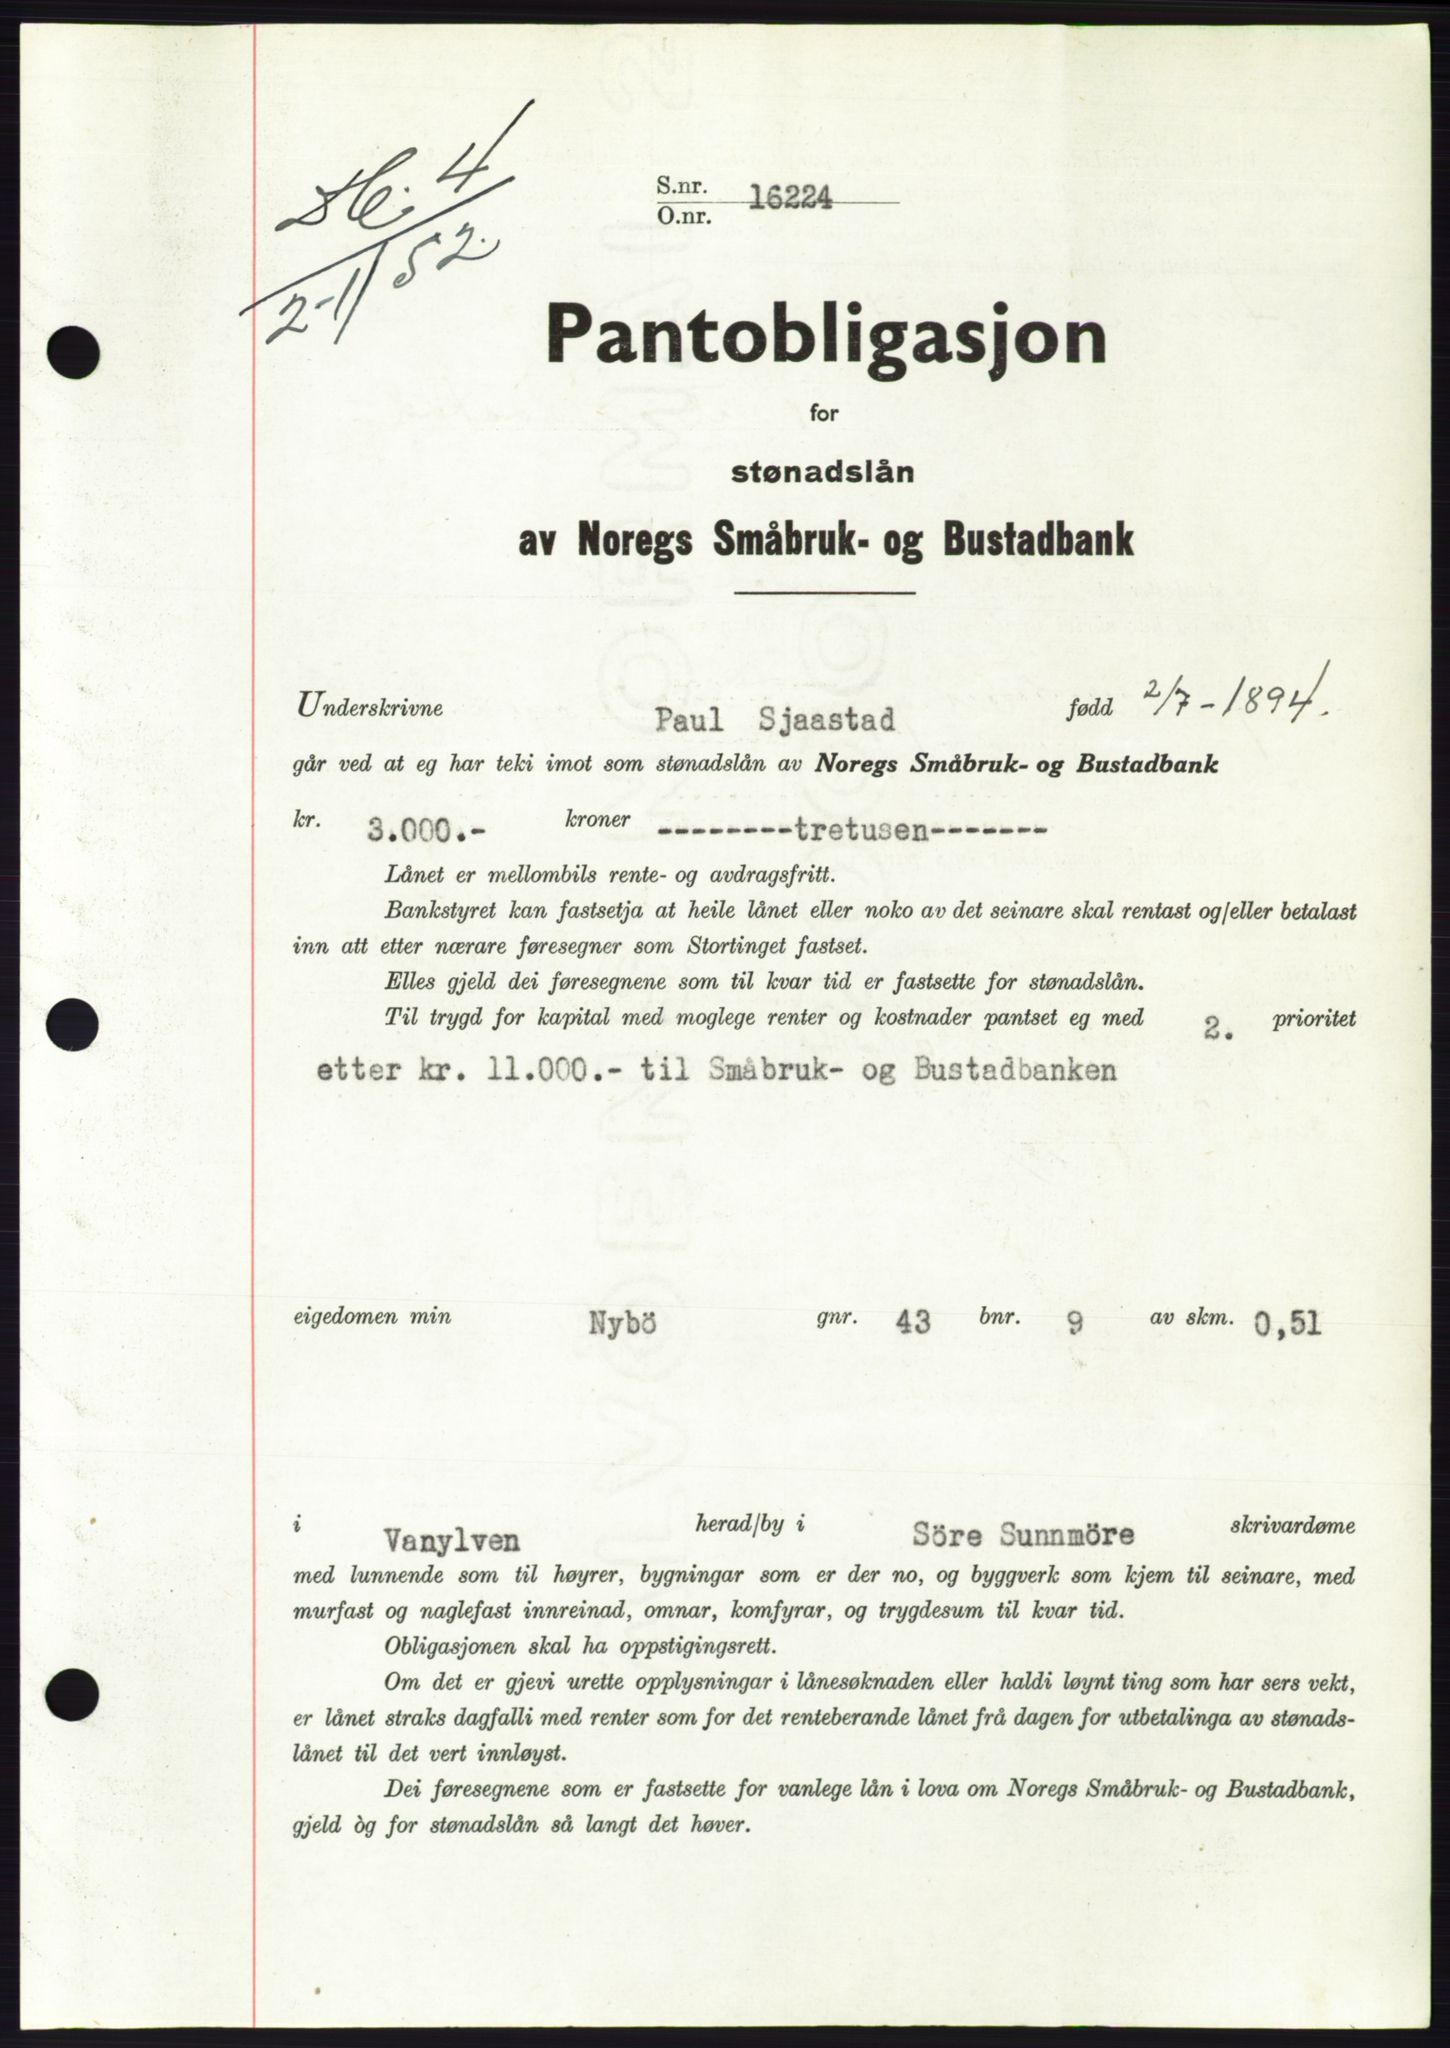 4
2-1/52.
S.nr. 16224
O.nr.
Pantobligasjon
for
stønadslån
av Noregs Småbruk- og Bustadbank
Underskrivne Paul Sjaastad fødd 2/7-1894.
går ved at eg har teki imot som stønadslån av Noregs Småbruk- og Bustadbank
kr. 3.000.- kroner --------tretusen-------
Lånet er mellombils rente- og avdragsfritt.
Bankstyret kan fastsetja at heile lånet eller noko av det seinare skal rentast og/eller betalast
inn att etter nærare føresegner som Stortinget fastset.
Elles gjeld dei føresegnene som til kvar tid er fastsette for stønadslån.
Til trygd for kapital med moglege renter og kostnader pantset eg med 2. prioritet
etter kr. 11.000.- til Småbruk- og Bustadbanken
eigedomen min Nybö gnr. 43 bnr. 9 av skm. 0,51
i Vanylven herad/by i Söre Sunnmöre skrivardøme
med lunnende som til høyrer, bygningar som er der no, og byggverk som kjem til seinare, med
murfast og naglefast innreinad, omnar, komfyrar, og trygdesum til kvar tid.
Obligasjonen skal ha oppstigingsrett.
Om det er gjevi urette opplysningar i lånesøknaden eller haldi løynt ting som har sers vekt,
er lånet straks dagfalli med renter som for det renteberande lånet frå dagen for utbetalinga av stønads-
lånet til det vert innløyst.
Dei føresegnene som er fastsette for vanlege lån i lova om Noregs Småbruk- og Bustadbank,
gjeld òg for stønadslån så langt det høver.